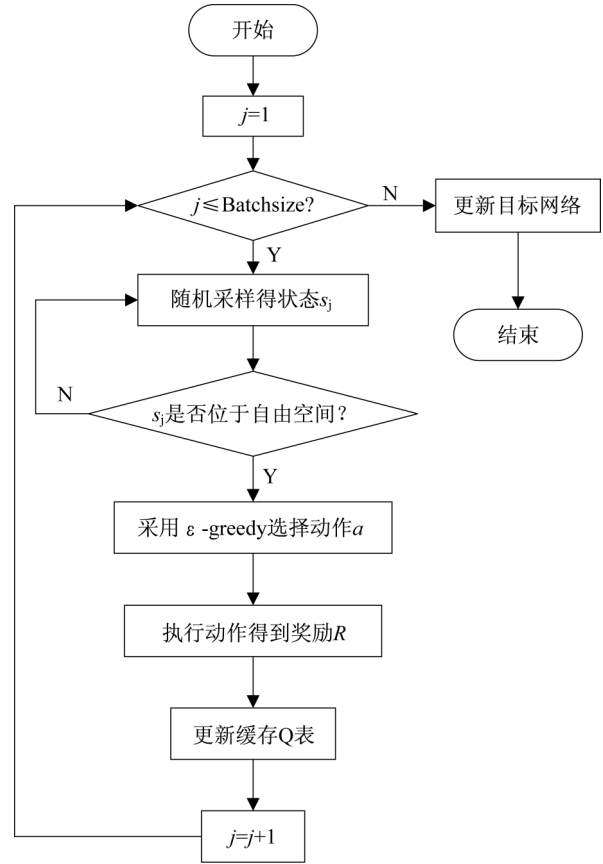 开始
j=1
j≤Batchsize?
N
更新目标网络
Y
随机采样得状态sj
结束
N
sj是否位于自由空间?
Y
采用 ε -greedy选择动作a
执行动作得到奖励R
更新缓存Q表
j=j+1